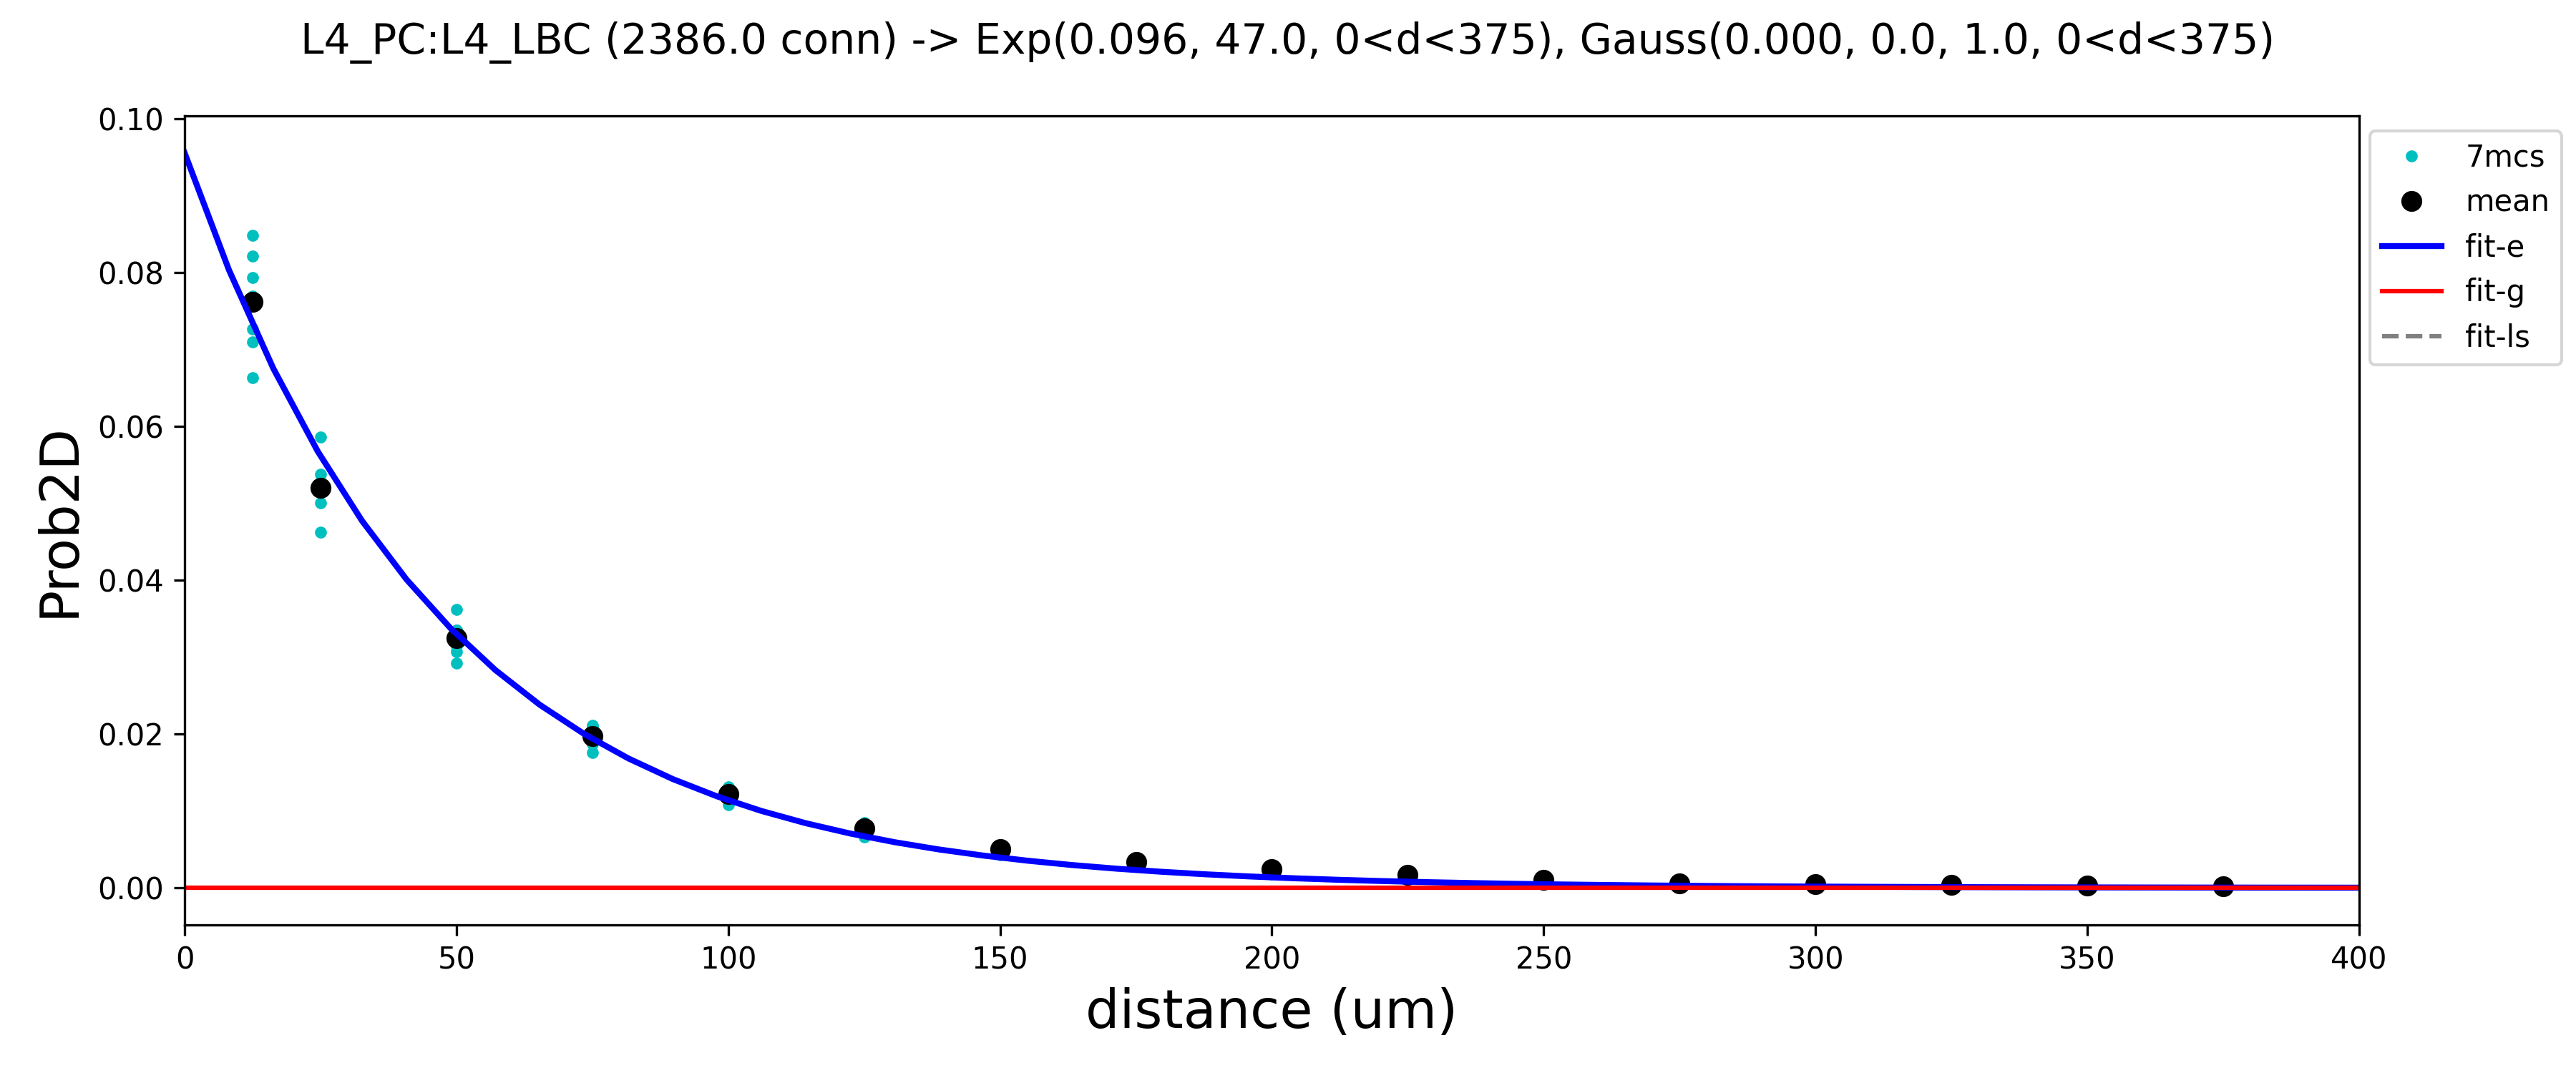 L4_PC:L4_LBC (2386.0 conn) -> Exp(0.096, 47.0, 0<d<375), Gauss(0.000, 0.0, 1.0, 0<d<375)
0.10
0.08
0.06
0.04
0.02
0.00
Prob2D
0 50 100 150 200 250 300 350 400
distance (um)
7mcs
mean
fit-e
fit-g
fit-ls